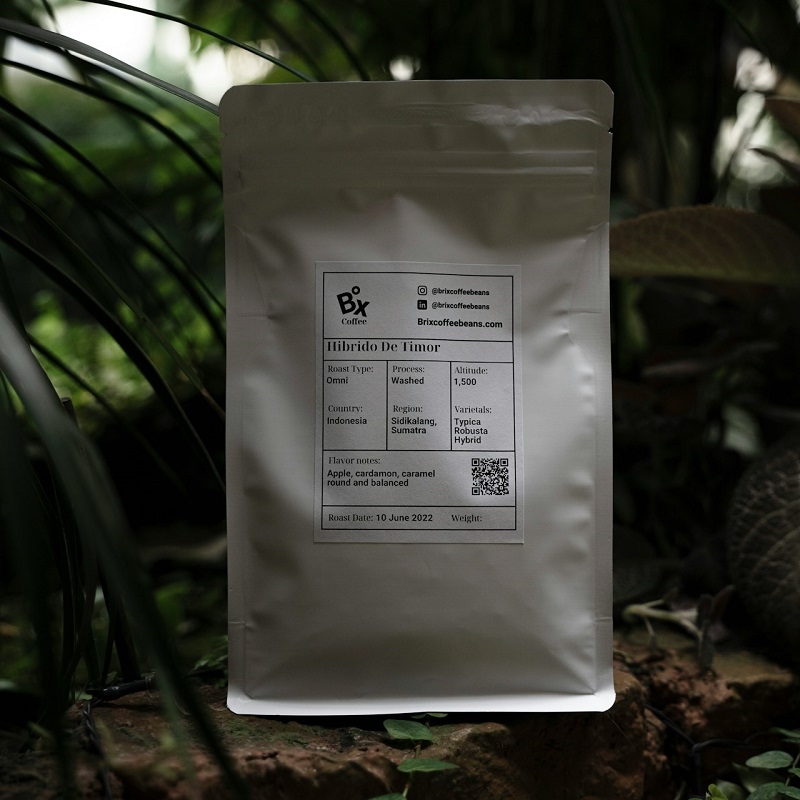 Bx
Coffee
@brixcoffeebeans
in @brixcoffeebeans
Brixcoffeebeans.com
Hibrido De Timor
Roast Type:
Omni
Process:
Washed
Altitude:
1,500
Country:
Indonesia
Region:
Sidikalang,
Sumatra
Varietals:
Typica
Robusta
Hybrid
Flavor notes:
Apple, cardamon, caramel
round and balanced
Roast Date: 10 June 2022
Weight: